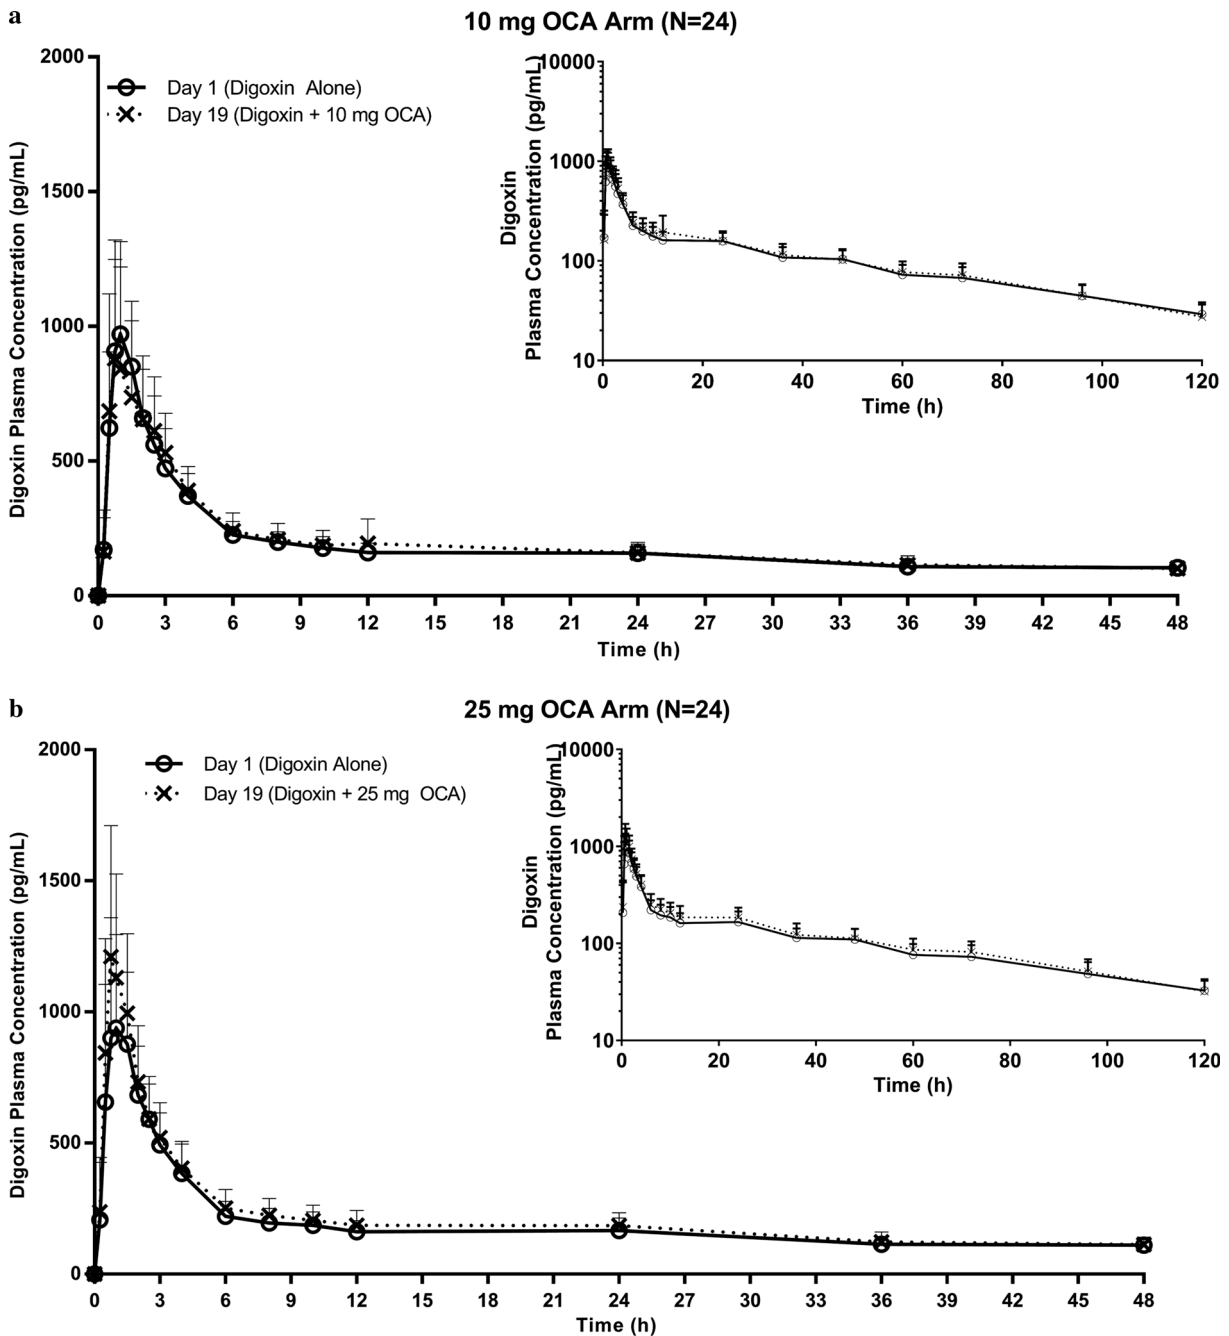 a
10 mg OCA Arm (N=24)
Day 1 (Digoxin Alone)
Day 19 (Digoxin + 10 mg OCA)
Digoxin Plasma Concentration (pg/mL)
2000
1500
1000
500
0
0 3 6 9 12 15 18 21 24 27 30 33 36 39 42 45 48
Time (h)
Digoxin
Plasma Concentration (pg/mL)
10000
1000
100
10
0 20 40 60 80 100 120
Time (h)
b
25 mg OCA Arm (N=24)
Day 1 (Digoxin Alone)
Day 19 (Digoxin + 25 mg OCA)
Digoxin Plasma Concentration (pg/mL)
2000
1500
1000
500
0
0 3 6 9 12 15 18 21 24 27 30 33 36 39 42 45 48
Time (h)
Digoxin
Plasma Concentration (pg/mL)
10000
1000
100
10
0 20 40 60 80 100 120
Time (h)